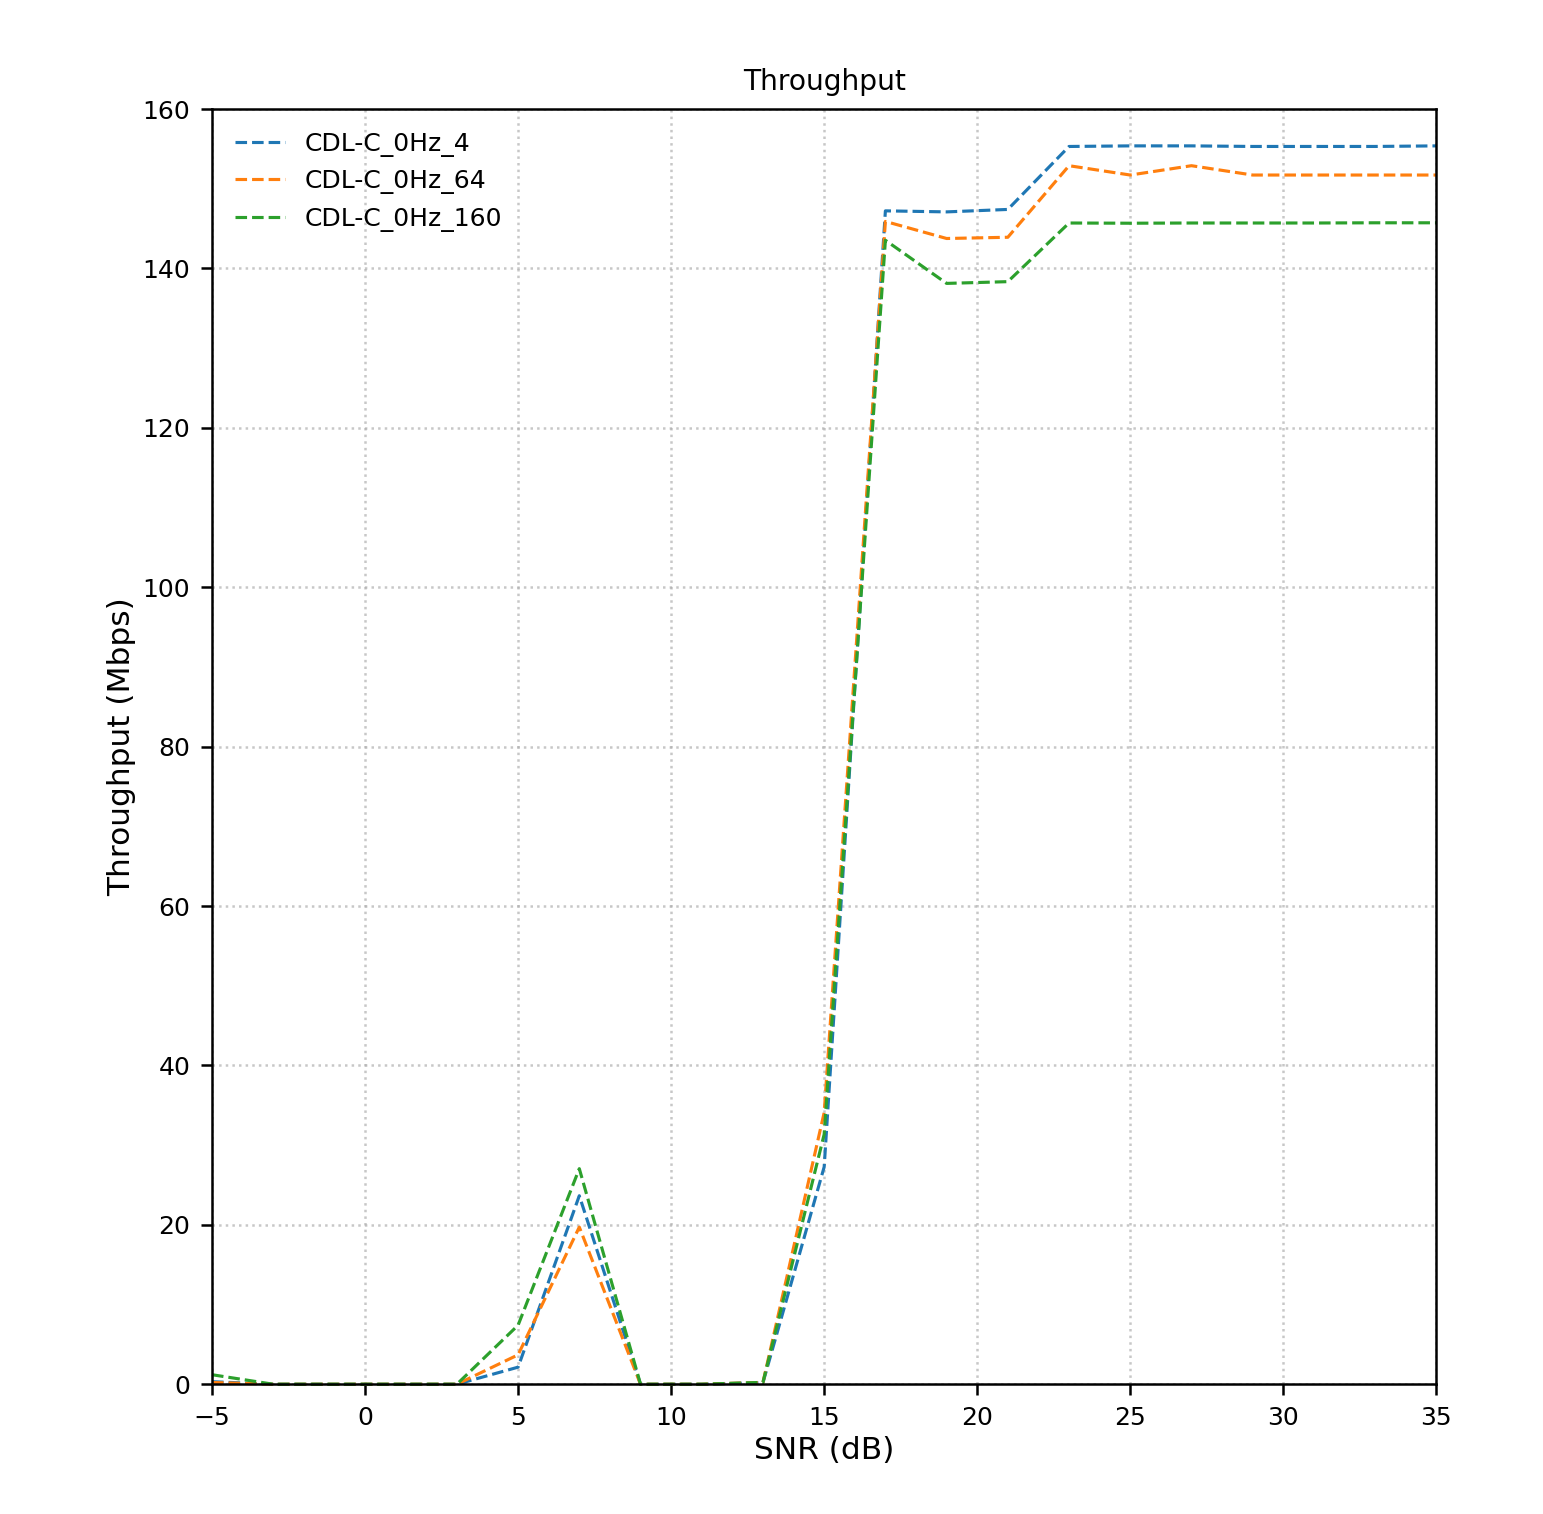 Throughput
160
140
120
100
80
60
40
20
0
Throughput (Mbps)
CDL-C_0Hz_4
CDL-C_0Hz_64
CDL-C_0Hz_160
−5 0 5 10 15 20 25 30 35
SNR (dB)